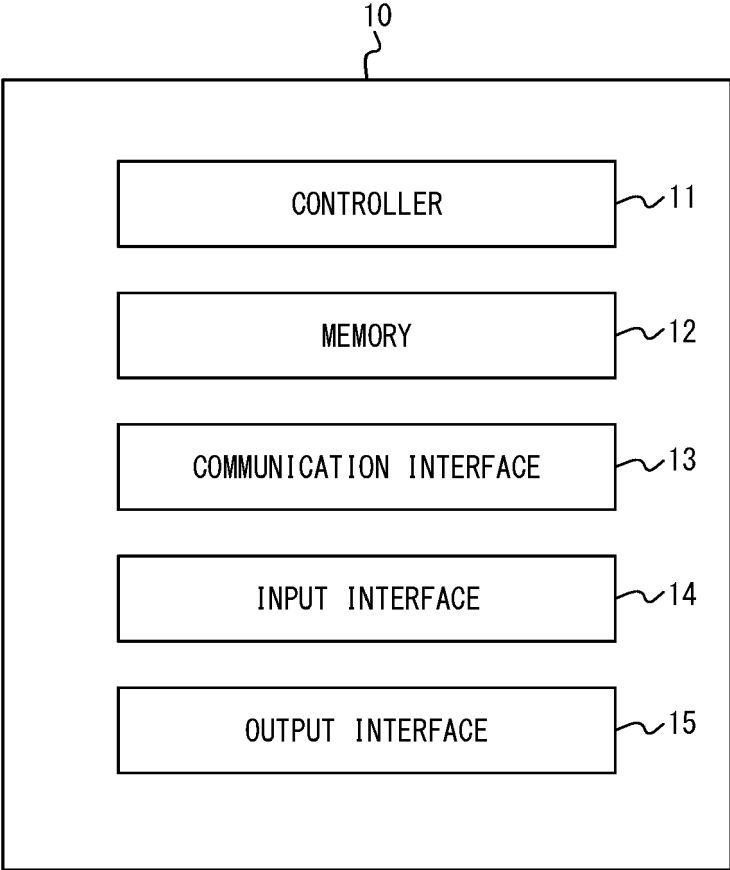 10
CONTROLLER 11
MEMORY 12
COMMUNICATION INTERFACE 13
INPUT INTERFACE 14
OUTPUT INTERFACE 15